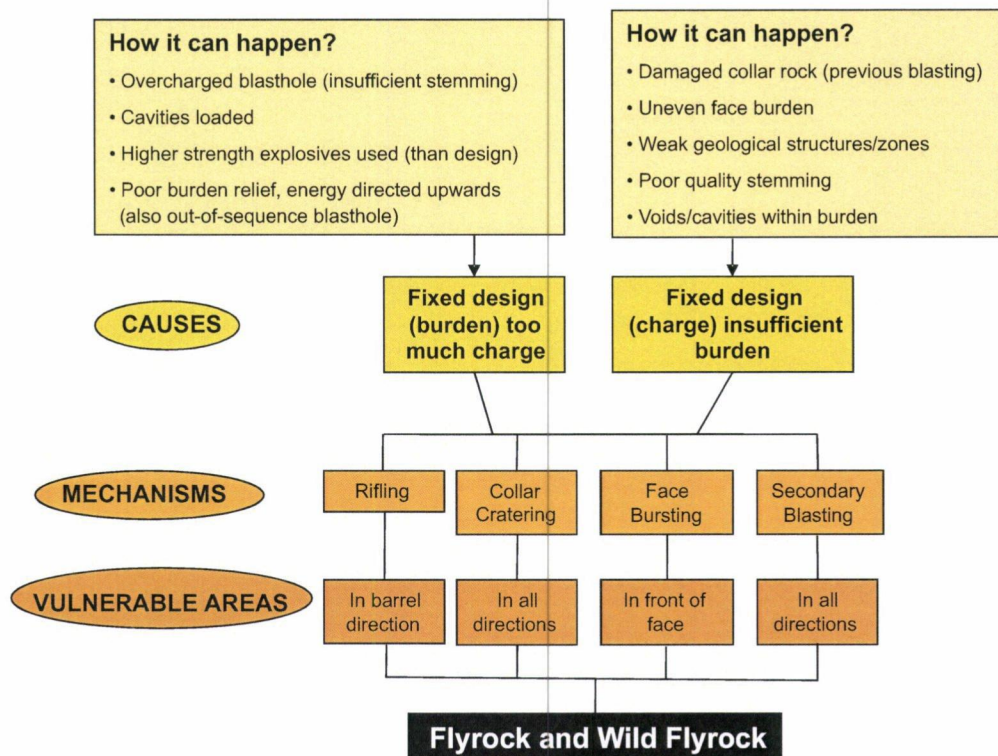 How it can happen?
• Overcharged blasthole (insufficient stemming)
• Cavities loaded
• Higher strength explosives used (than design)
• Poor burden relief, energy directed upwards
(also out-of-sequence blasthole)
How it can happen?
• Damaged collar rock (previous blasting)
• Uneven face burden
• Weak geological structures/zones
• Poor quality stemming
• Voids/cavities within burden
CAUSES
Fixed design
(burden) too
much charge
Fixed design
(charge) insufficient
burden
MECHANISMS
Rifling
Collar
Cratering
Face
Bursting
Secondary
Blasting
VULNERABLE AREAS
In barrel
direction
In all
directions
In front of
face
In all
directions
Flyrock and Wild Flyrock